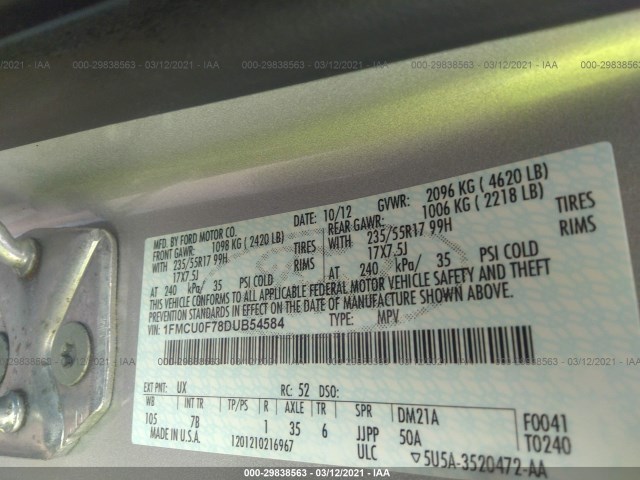 000-29838563 - 03/12/2021 - IAA
MFD. BY FORD MOTOR CO.
DATE: 10/12 GVWR: 2096 KG ( 4620 LB)
FRONT GAWR: 1098 KG ( 2420 LB) REAR GAWR: 1006 KG ( 2218 LB)
WITH 235/55R17 99H TIRES WITH 235/55R17 99H TIRES
17X7.5J RIMS 17X7.5J RIMS
AT 240 kPa/ 35 PSI COLD AT 240 kPa/ 35 PSI COLD
THIS VEHICLE CONFORMS TO ALL APPLICABLE FEDERAL MOTOR VEHICLE SAFETY AND THEFT
PREVENTION STANDARDS IN EFFECT ON THE DATE OF MANUFACTURE SHOWN ABOVE.
VIN: 1FMCU0F78DUB54584 TYPE: MPV
EXT PNT: UX RC: 52 DSO:
WB INT TR TP/PS R AXLE TR SPR DM21A F0041
105 7B 1 35 6 JJPP 50A T0240
MADE IN U.S.A. 1201210216967 ULC ▽5U5A-3520472-AA
000-29838563 - 03/12/2021 - IAA